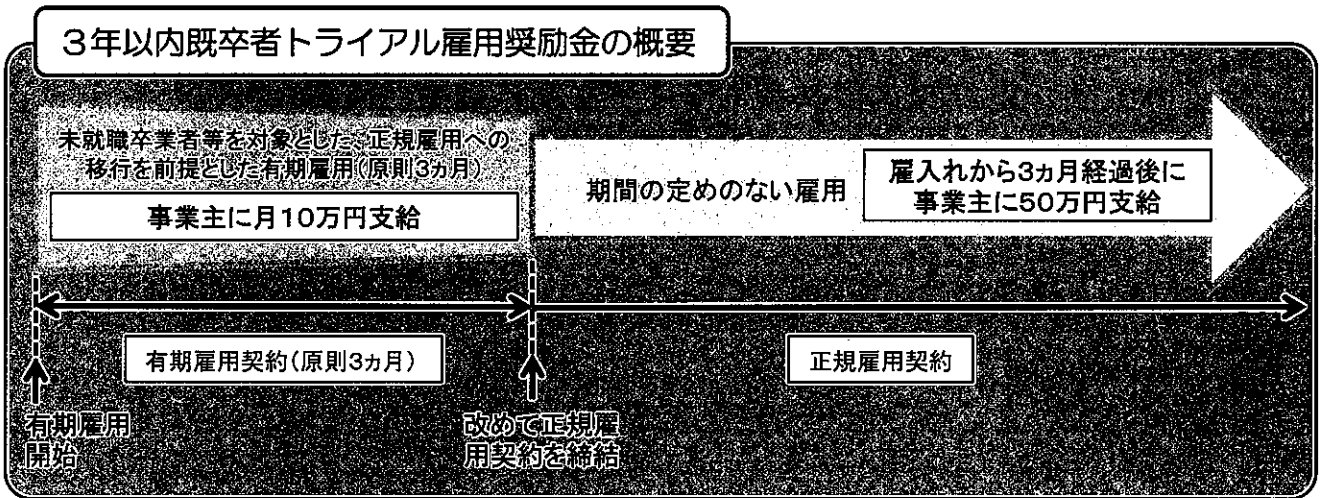 3年以内既卒者トライアル雇用奨励金の概要
未就職卒業者等を対象とした、正規雇用への
移行を前提とした有期雇用(原則3ヵ月)
事業主に月10万円支給
期間の定めのない雇用
雇入れから3ヵ月経過後に
事業主に50万円支給
有期雇用契約(原則3ヵ月)
正規雇用契約
有期雇用
開始
改めて正規雇
用契約を締結